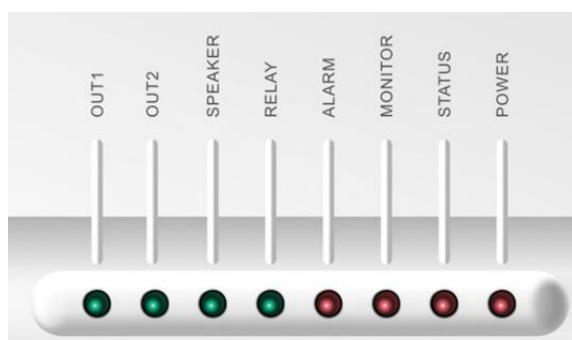 OUT1
OUT2
SPEAKER
RELAY
ALARM
MONITOR
STATUS
POWER